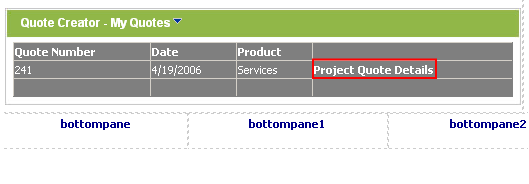 Quote Creator - My Quotes
Quote Number Date Product
241 4/19/2006 Services Project Quote Details
bottompane bottompane1 bottompane2